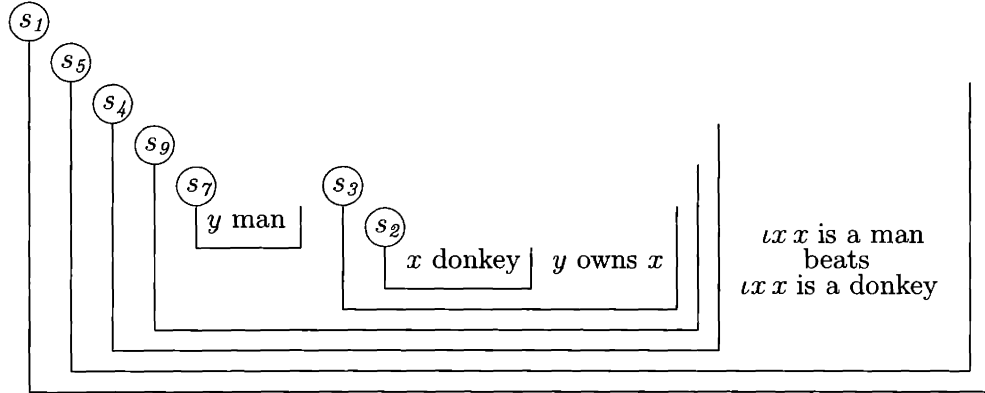 s₁
s₅
s₄
s₉
s₇ s₃
y man s₂
x donkey y owns x
ιx x is a man
beats
ιx x is a donkey